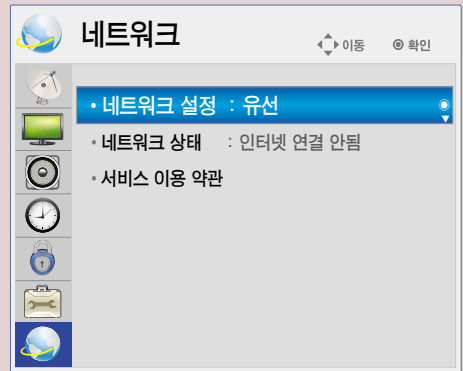 네트워크
이동 확인
• 네트워크 설정 : 유선
• 네트워크 상태 : 인터넷 연결 안됨
• 서비스 이용 약관